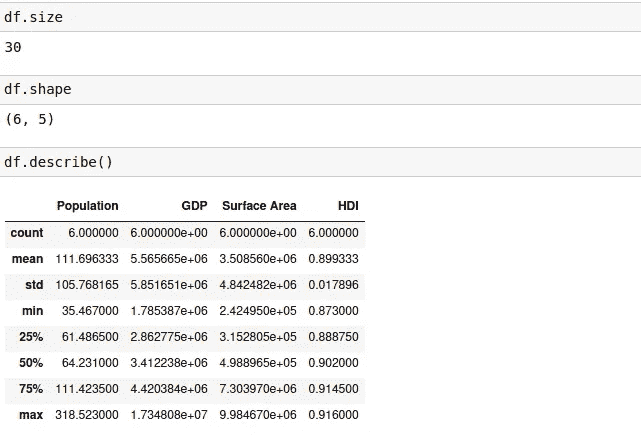 df.size
30
df.shape
(6, 5)
df.describe()
Population GDP Surface Area HDI
count 6.000000 6.000000e+00 6.000000e+00 6.000000
mean 111.696333 5.565665e+06 3.508560e+06 0.899333
std 105.768165 5.851651e+06 4.842482e+06 0.017896
min 35.467000 1.785387e+06 2.424950e+05 0.873000
25% 61.486500 2.862775e+06 3.152805e+05 0.888750
50% 64.231000 3.412238e+06 4.988965e+05 0.902000
75% 111.423500 4.420384e+06 7.303970e+06 0.914500
max 318.523000 1.734808e+07 9.984670e+06 0.916000